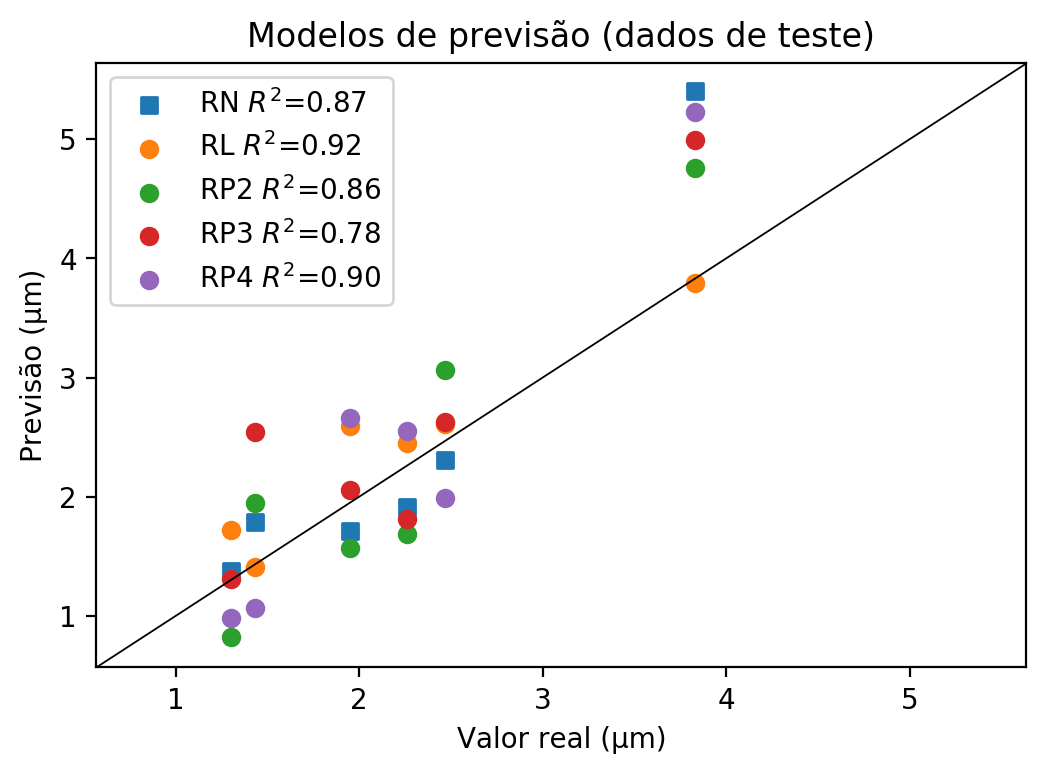 Modelos de previsão (dados de teste)
RN R²=0.87
RL R²=0.92
RP2 R²=0.86
RP3 R²=0.78
RP4 R²=0.90
Previsão (µm)
5
4
3
2
1
1 2 3 4 5
Valor real (µm)